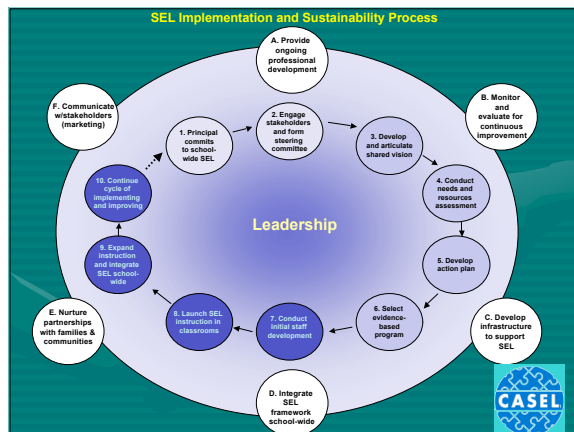 SEL Implementation and Sustainability Process
A. Provide
ongoing
professional
development
F. Communicate
w/stakeholders
(marketing)
B. Monitor
and
evaluate for
continuous
improvement
1. Principal
commits
to school-
wide SEL
2. Engage
stakeholders
and form
steering
committee
3. Develop
and articulate
shared vision
10. Continue
cycle of
implementing
and improving
4. Conduct
needs and
resources
assessment
Leadership
9. Expand
instruction
and integrate
SEL school-
wide
5. Develop
action plan
8. Launch SEL
instruction in
classrooms
7. Conduct
initial staff
development
6. Select
evidence-
based
program
E. Nurture
partnerships
with families &
communities
C. Develop
infrastructure
to support
SEL
D. Integrate
SEL
framework
school-wide
CASEL